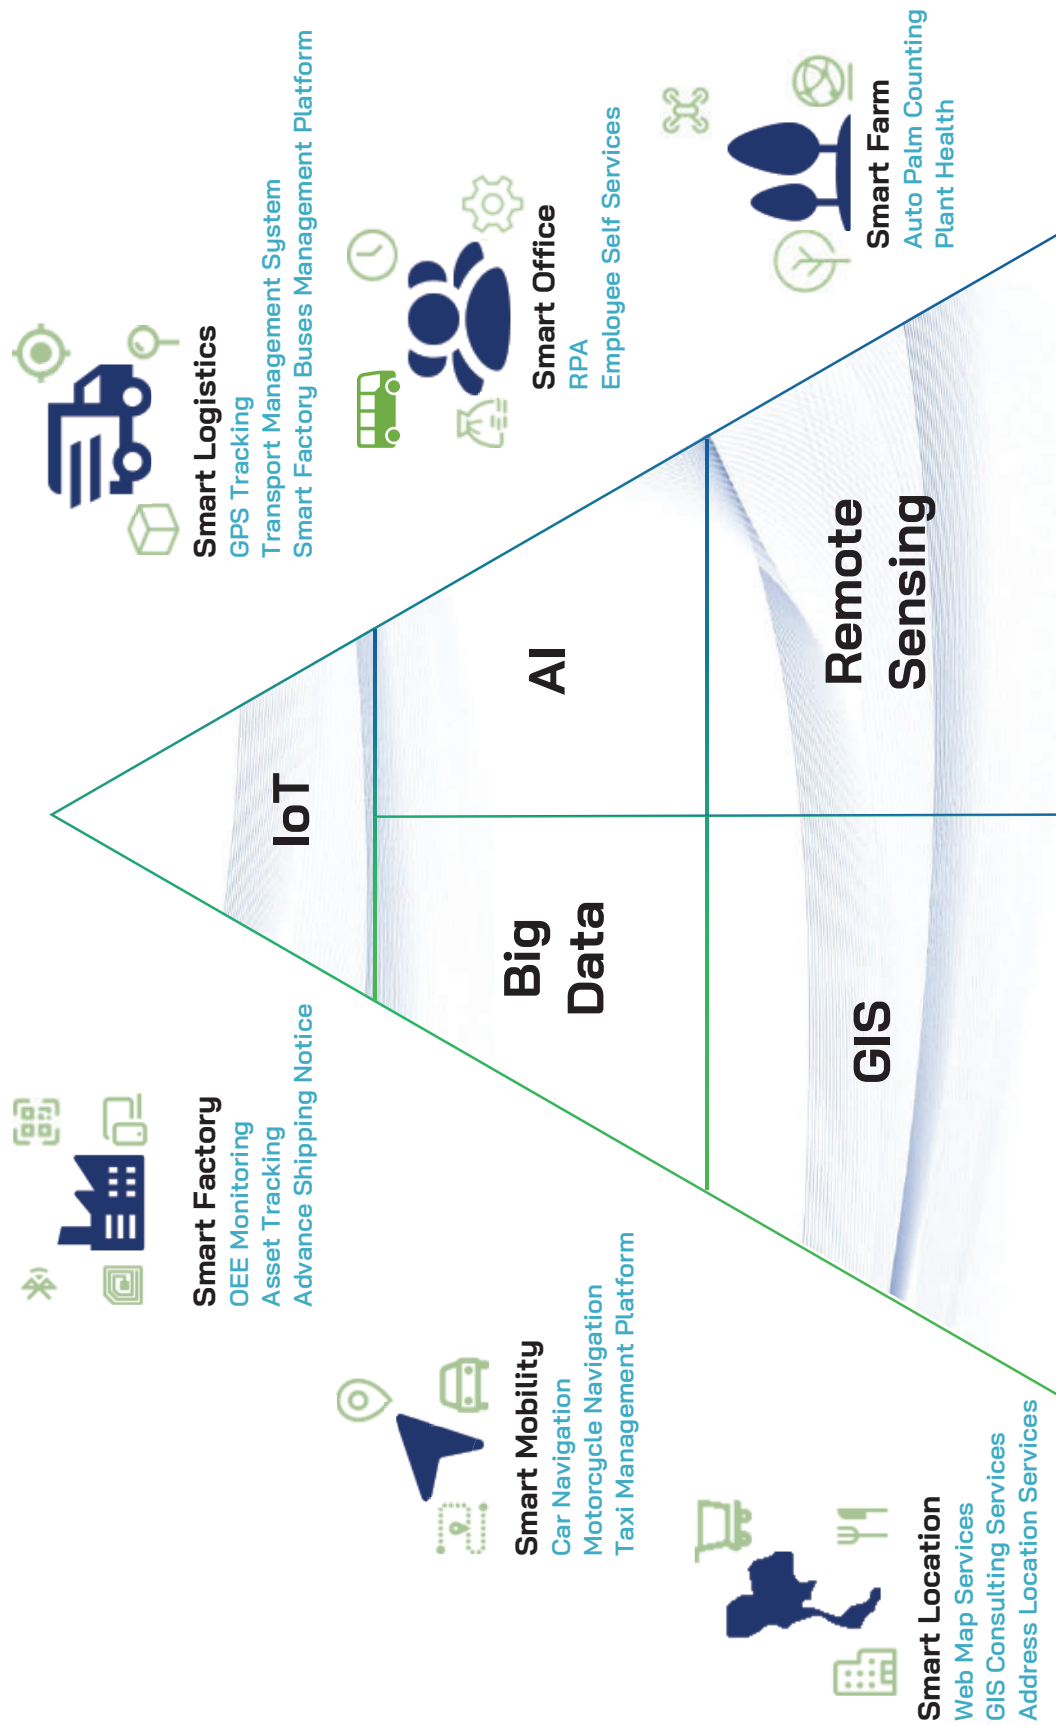 Smart Factory
OEE Monitoring
Asset Tracking
Advance Shipping Notice
Smart Logistics
GPS Tracking
Transport Management System
Smart Factory Buses Management Platform
Smart Mobility
Car Navigation
Motorcycle Navigation
Taxi Management Platform
Smart Office
RPA
Employee Self Services
Smart Location
Web Map Services
GIS Consulting Services
Address Location Services
Smart Farm
Auto Palm Counting
Plant Health
IoT
Big
Data
AI
GIS
Remote
Sensing